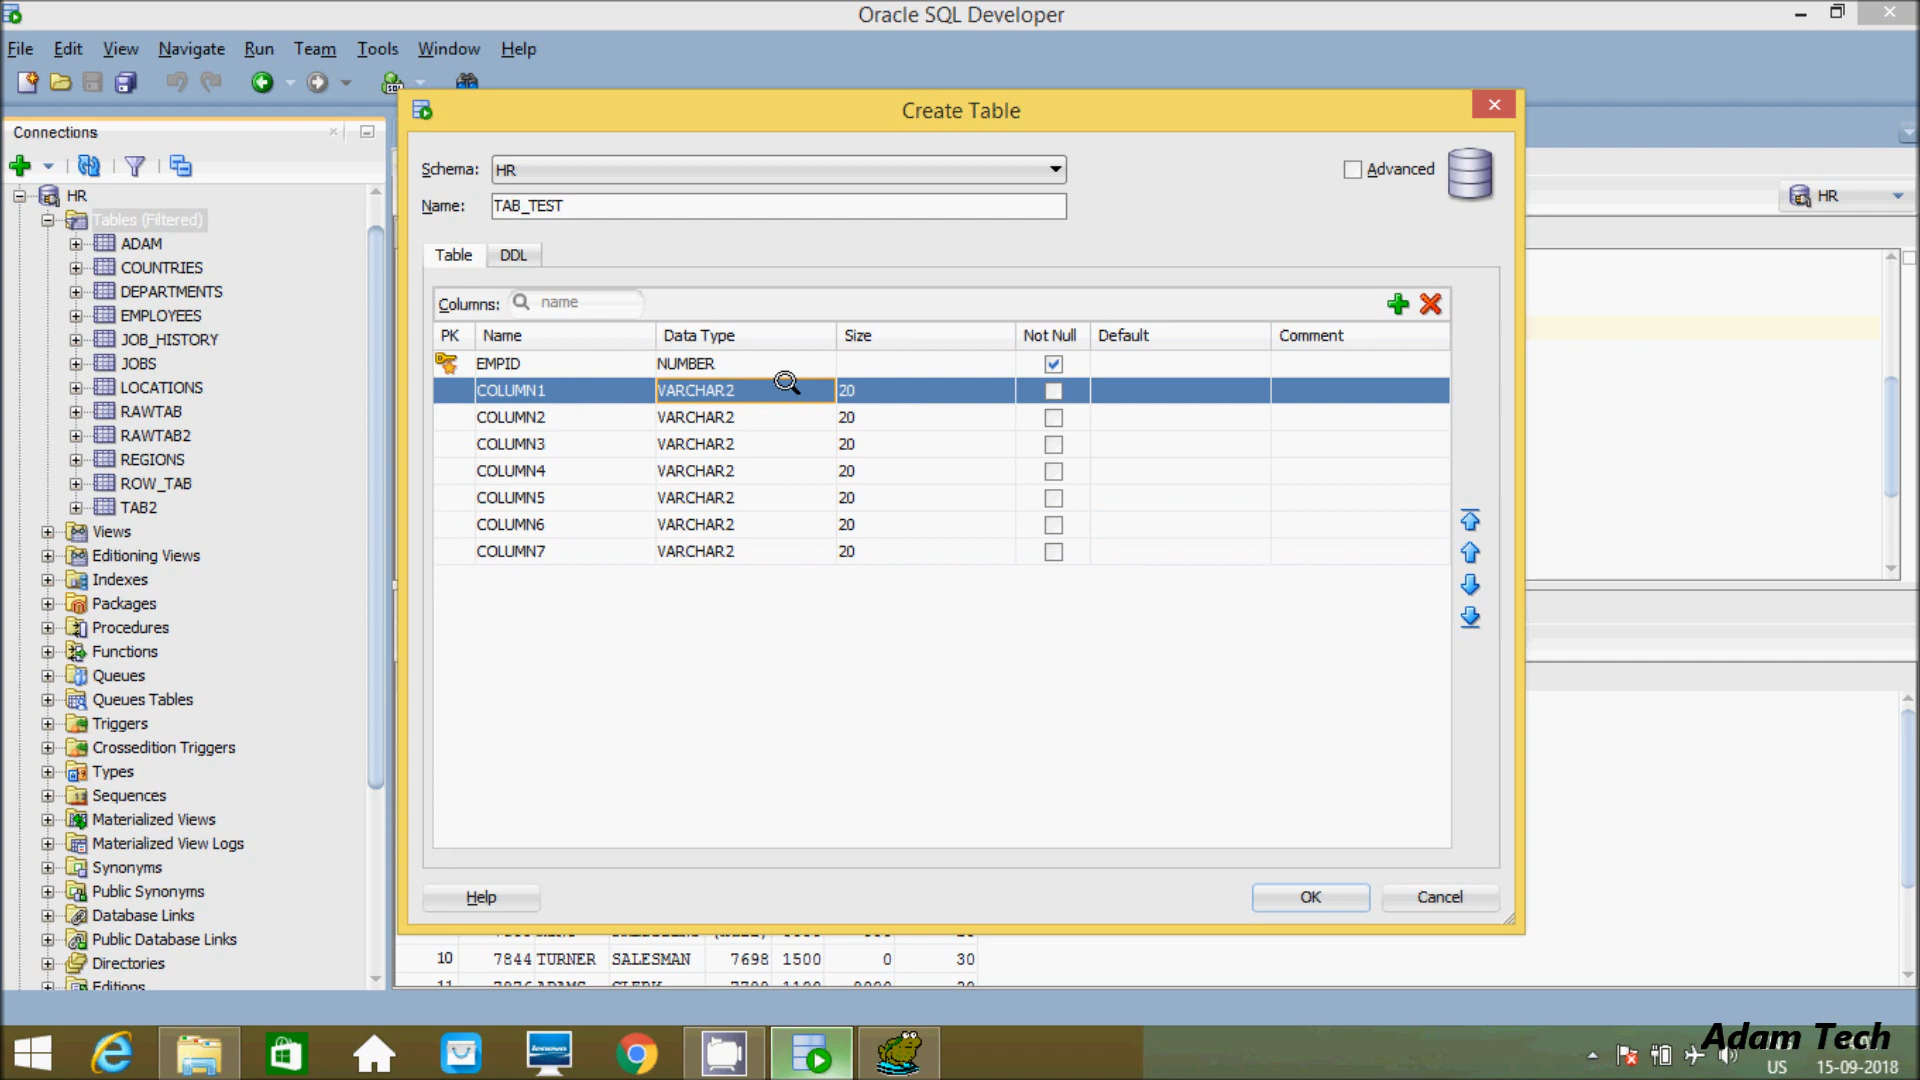 Oracle SQL Developer
File Edit View Navigate Run Team Tools Window Help
Connections
HR
Tables (Filtered)
ADAM
COUNTRIES
DEPARTMENTS
EMPLOYEES
JOB_HISTORY
JOBS
LOCATIONS
RAWTAB
RAWTAB2
REGIONS
ROW_TAB
TAB2
Views
Editioning Views
Indexes
Packages
Procedures
Functions
Queues
Queues Tables
Triggers
Crossedition Triggers
Types
Sequences
Materialized Views
Materialized View Logs
Synonyms
Public Synonyms
Database Links
Public Database Links
Directories
Editions
Create Table
Schema: HR
Advanced
Name: TAB_TEST
Table DDL
Columns: name
PK Name Data Type Size Not Null Default Comment
EMPID NUMBER
COLUMN1 VARCHAR2 20
COLUMN2 VARCHAR2 20
COLUMN3 VARCHAR2 20
COLUMN4 VARCHAR2 20
COLUMN5 VARCHAR2 20
COLUMN6 VARCHAR2 20
COLUMN7 VARCHAR2 20
Help OK Cancel
HR
10 7844 TURNER SALESMAN 7698 1500 0 30
Adam Tech
US 15-09-2018